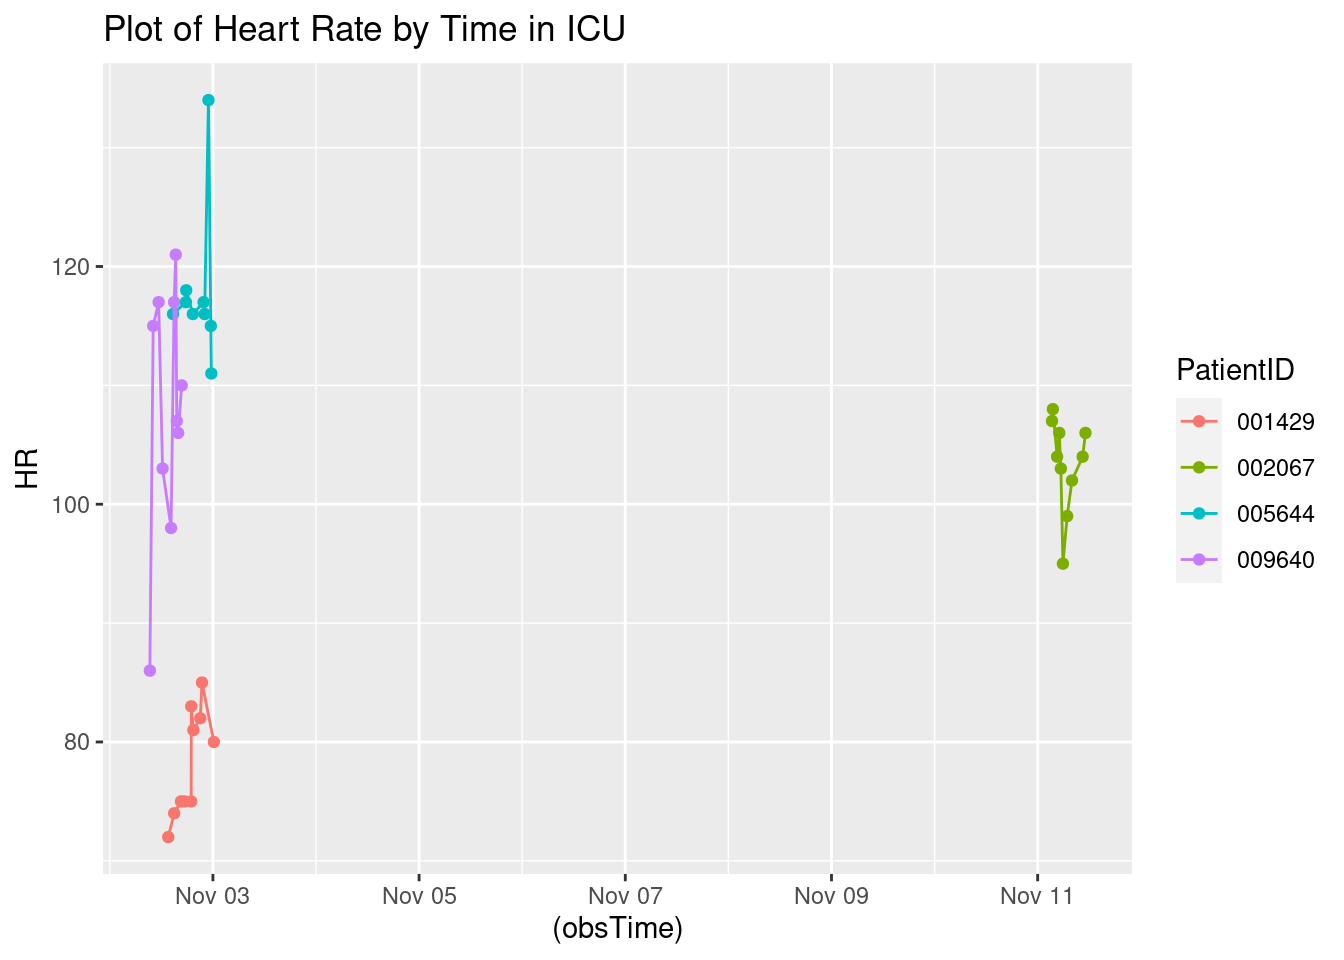 Plot of Heart Rate by Time in ICU
120
100
80
HR
Nov 03
Nov 05
Nov 07
Nov 09
Nov 11
(obsTime)
PatientID
001429
002067
005644
009640